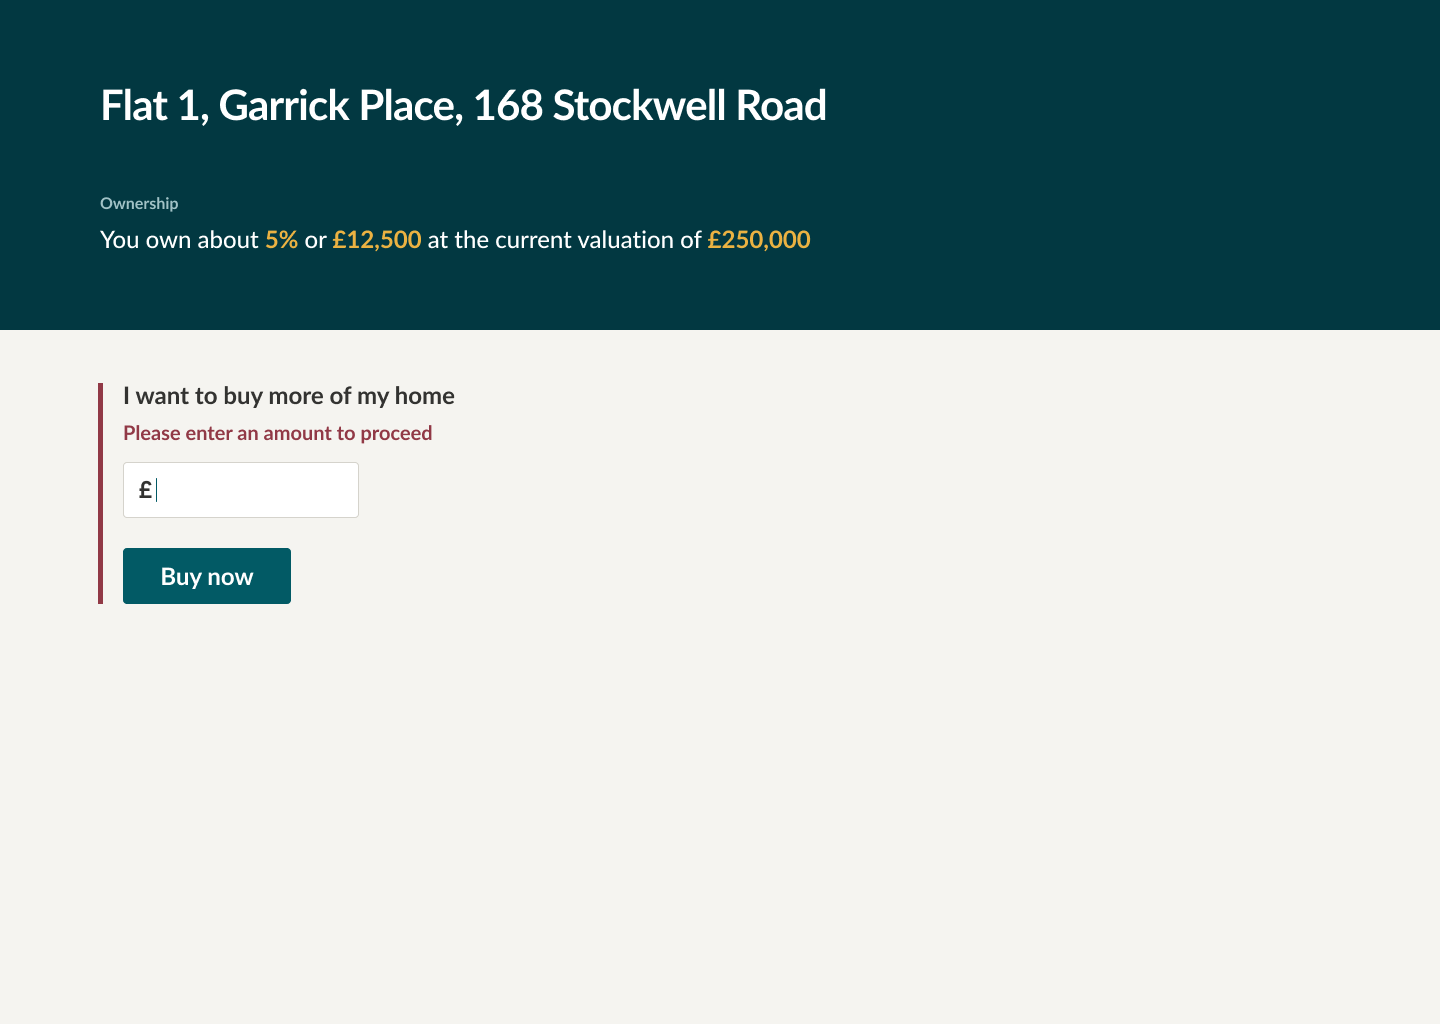 Flat 1, Garrick Place, 168 Stockwell Road
Ownership
You own about 5% or £12,500 at the current valuation of £250,000
I want to buy more of my home
Please enter an amount to proceed
£
Buy now